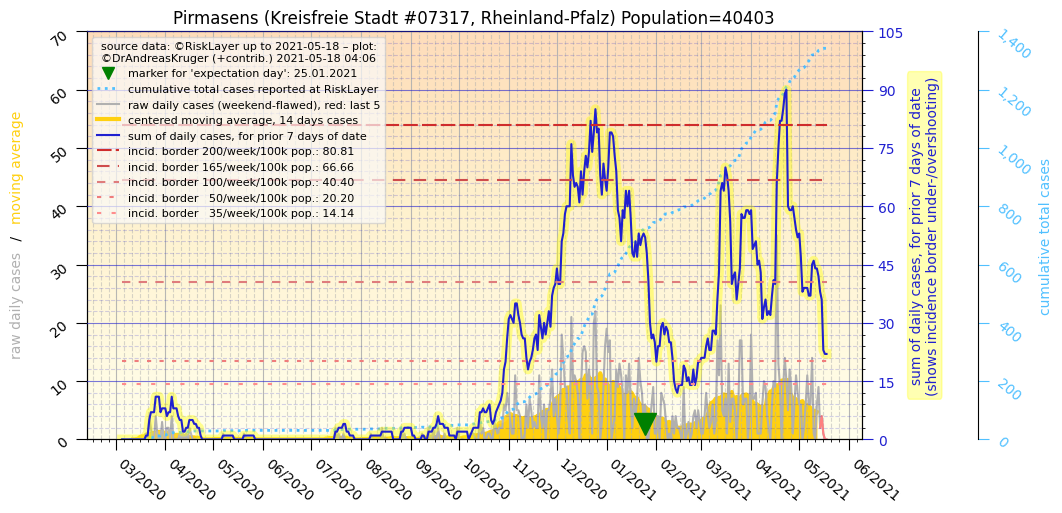 Pirmasens (Kreisfreie Stadt #07317, Rheinland-Pfalz) Population=40403
source data: ©RiskLayer up to 2021-05-18 – plot:
©DrAndreasKruger (+contrib.) 2021-05-18 04:06
marker for 'expectation day': 25.01.2021
cumulative total cases reported at RiskLayer
raw daily cases (weekend-flawed), red: last 5
centered moving average, 14 days cases
sum of daily cases, for prior 7 days of date
incid. border 200/week/100k pop.: 80.81
incid. border 165/week/100k pop.: 66.66
incid. border 100/week/100k pop.: 40.40
incid. border   50/week/100k pop.: 20.20
incid. border   35/week/100k pop.: 14.14
raw daily cases / moving average
70
60
50
40
30
20
10
0
105
90
75
60
45
30
15
0
sum of daily cases, for prior 7 days of date
(shows incidence border under-/overshooting)
1,400
1,200
1,000
800
600
400
200
0
cumulative total cases
03/2020
04/2020
05/2020
06/2020
07/2020
08/2020
09/2020
10/2020
11/2020
12/2020
01/2021
02/2021
03/2021
04/2021
05/2021
06/2021